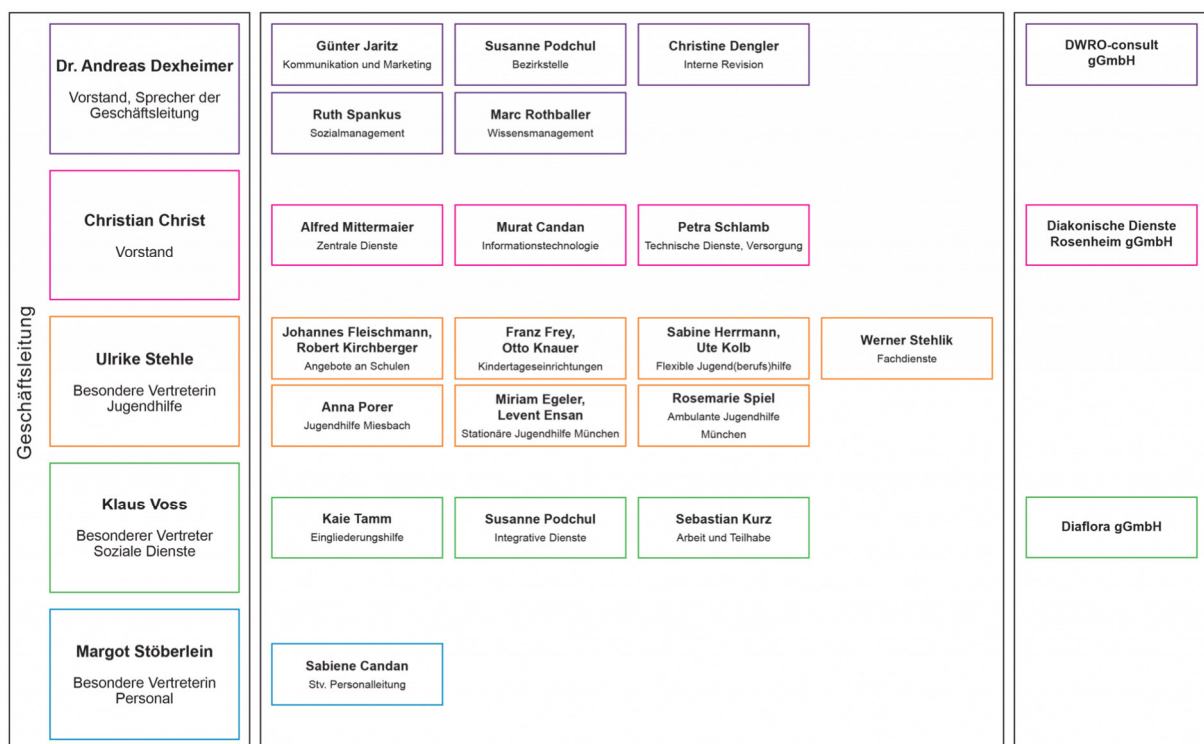 Geschäftsleitung
Dr. Andreas Dexheimer
Vorstand, Sprecher der
Geschäftsleitung
Günter Jaritz
Kommunikation und Marketing
Susanne Podchul
Bezirkstelle
Christine Dengler
Interne Revision
DWRO-consult
gGmbH
Ruth Spankus
Sozialmanagement
Marc Rothballer
Wissensmanagement
Christian Christ
Vorstand
Alfred Mittermaier
Zentrale Dienste
Murat Candan
Informationstechnologie
Petra Schlamb
Technische Dienste, Versorgung
Diakonische Dienste
Rosenheim gGmbH
Ulrike Stehle
Besondere Vertreterin
Jugendhilfe
Johannes Fleischmann,
Robert Kirchberger
Angebote an Schulen
Franz Frey,
Otto Knauer
Kindertageseinrichtungen
Sabine Herrmann,
Ute Kolb
Flexible Jugend(berufs)hilfe
Werner Stehlik
Fachdienste
Anna Porer
Jugendhilfe Miesbach
Miriam Egeler,
Levent Ensan
Stationäre Jugendhilfe München
Rosemarie Spiel
Ambulante Jugendhilfe
München
Klaus Voss
Besonderer Vertreter
Soziale Dienste
Kaie Tamm
Eingliederungshilfe
Susanne Podchul
Integrative Dienste
Sebastian Kurz
Arbeit und Teilhabe
Diaflora gGmbH
Margot Stöberlein
Besondere Vertreterin
Personal
Sabiene Candan
Stv. Personalleitung